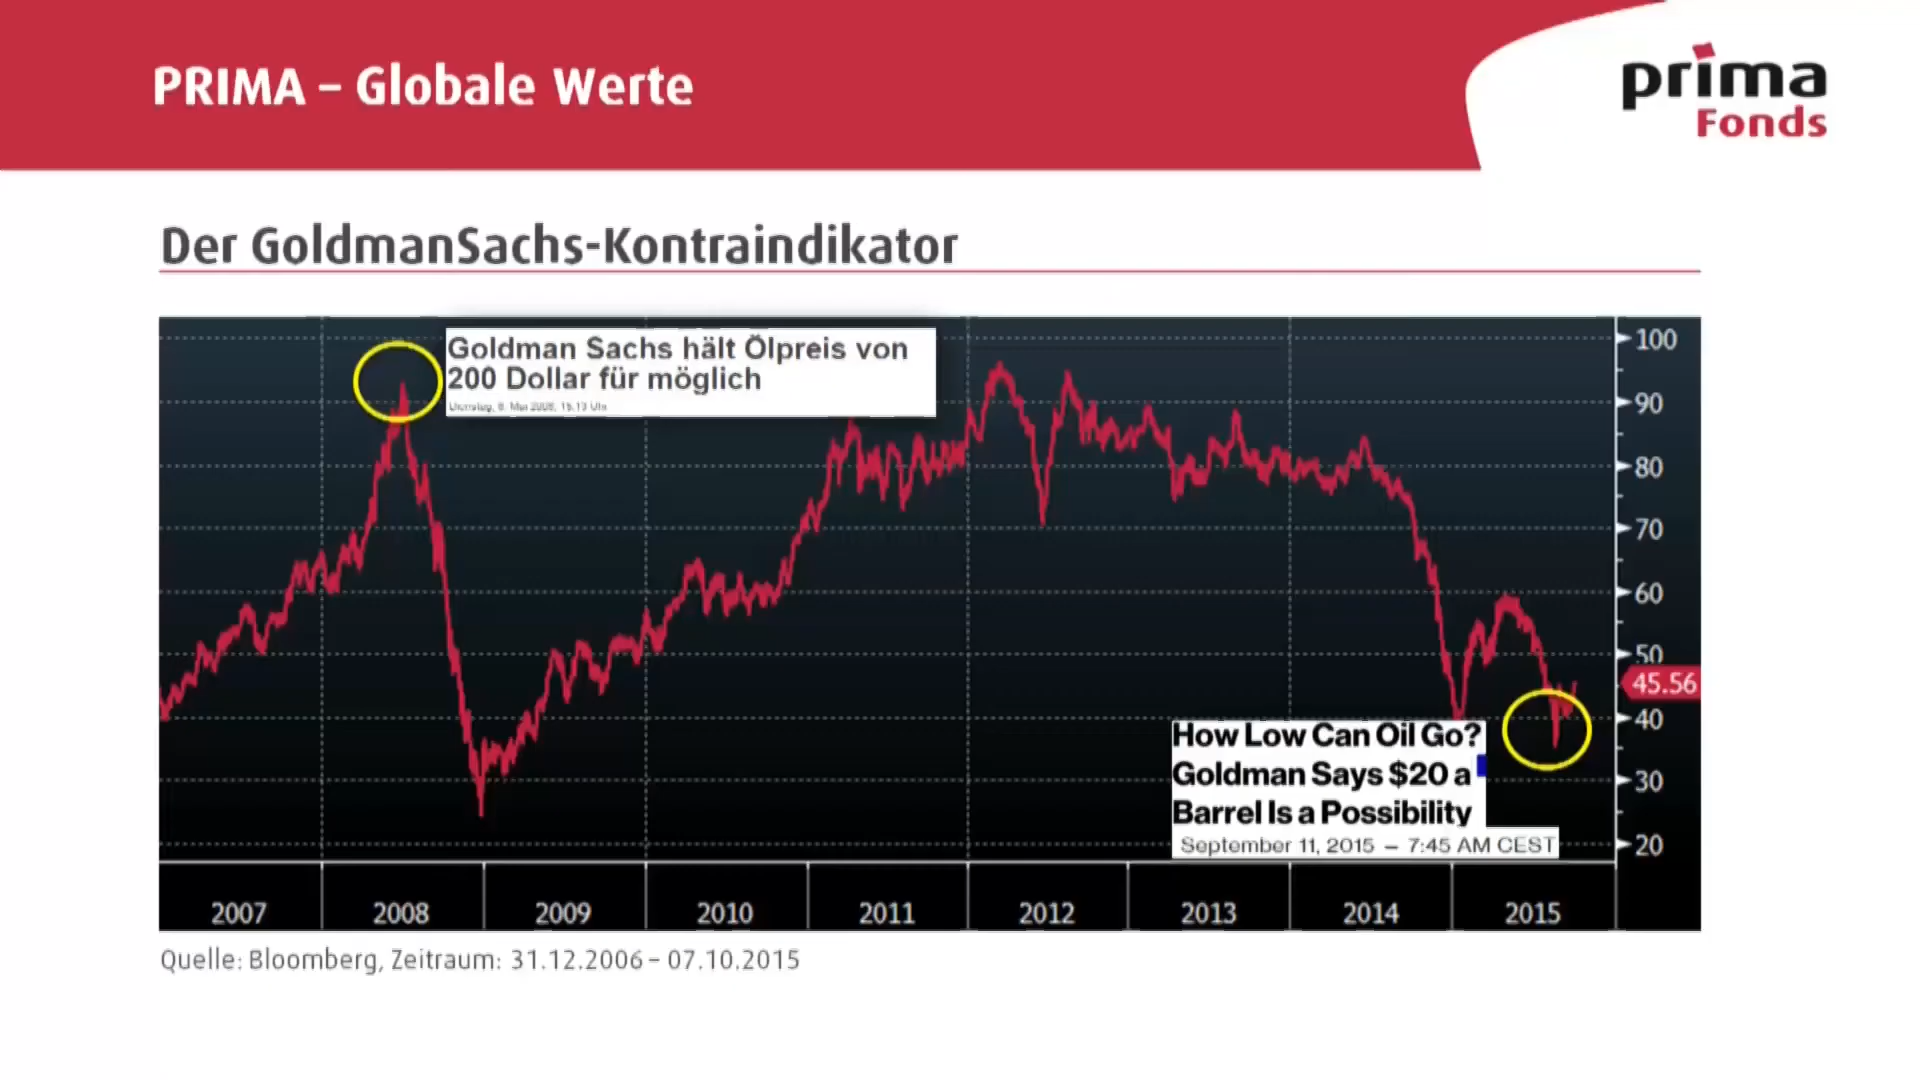 PRIMA – Globale Werte
prima
Fonds
Der GoldmanSachs-Kontraindikator
Goldman Sachs hält Ölpreis von
200 Dollar für möglich
100
90
80
70
60
50
45.56
40
30
20
How Low Can Oil Go?
Goldman Says $20 a
Barrel Is a Possibility
September 11, 2015 — 7:45 AM CEST
2007 2008 2009 2010 2011 2012 2013 2014 2015
Quelle: Bloomberg, Zeitraum: 31.12.2006 – 07.10.2015